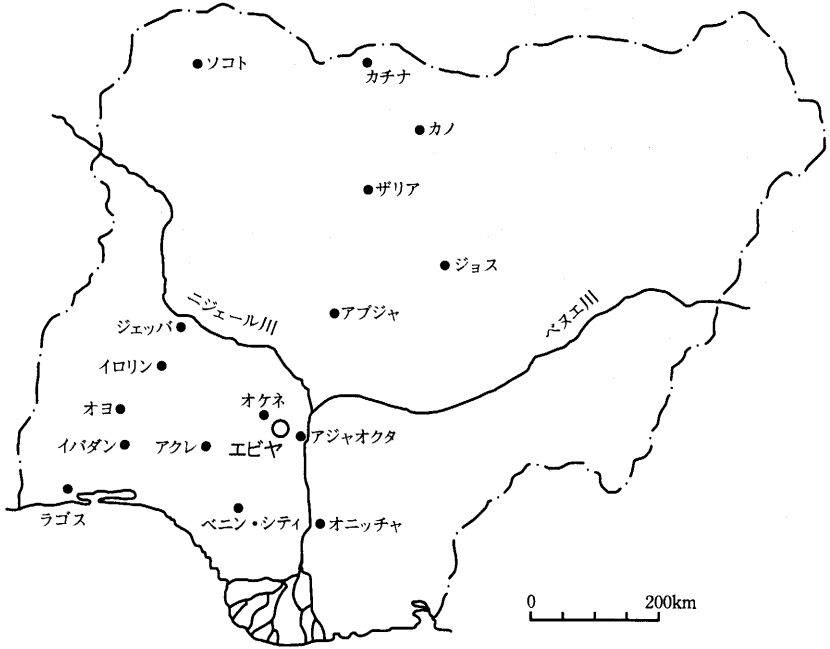 ソコト
カチナ
カノ
ザリア
ジョス
ニジェール川
アブジャ
ベヌエ川
ジェッバ
イロリン
オケネ
オヨ
アジャオクタ
イバダン
アクレ
エビヤ
ラゴス
ベニン・シティ
オニッチャ
0 200km